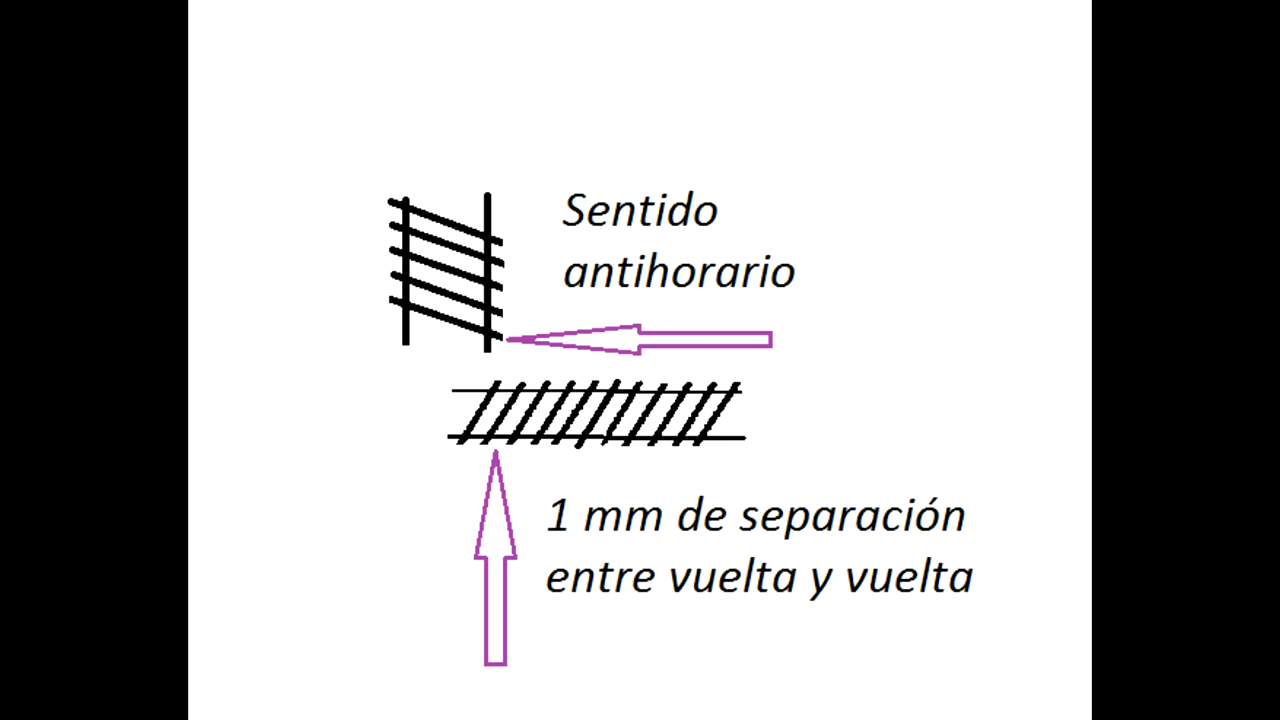 Sentido
antihorario
1 mm de separación
entre vuelta y vuelta